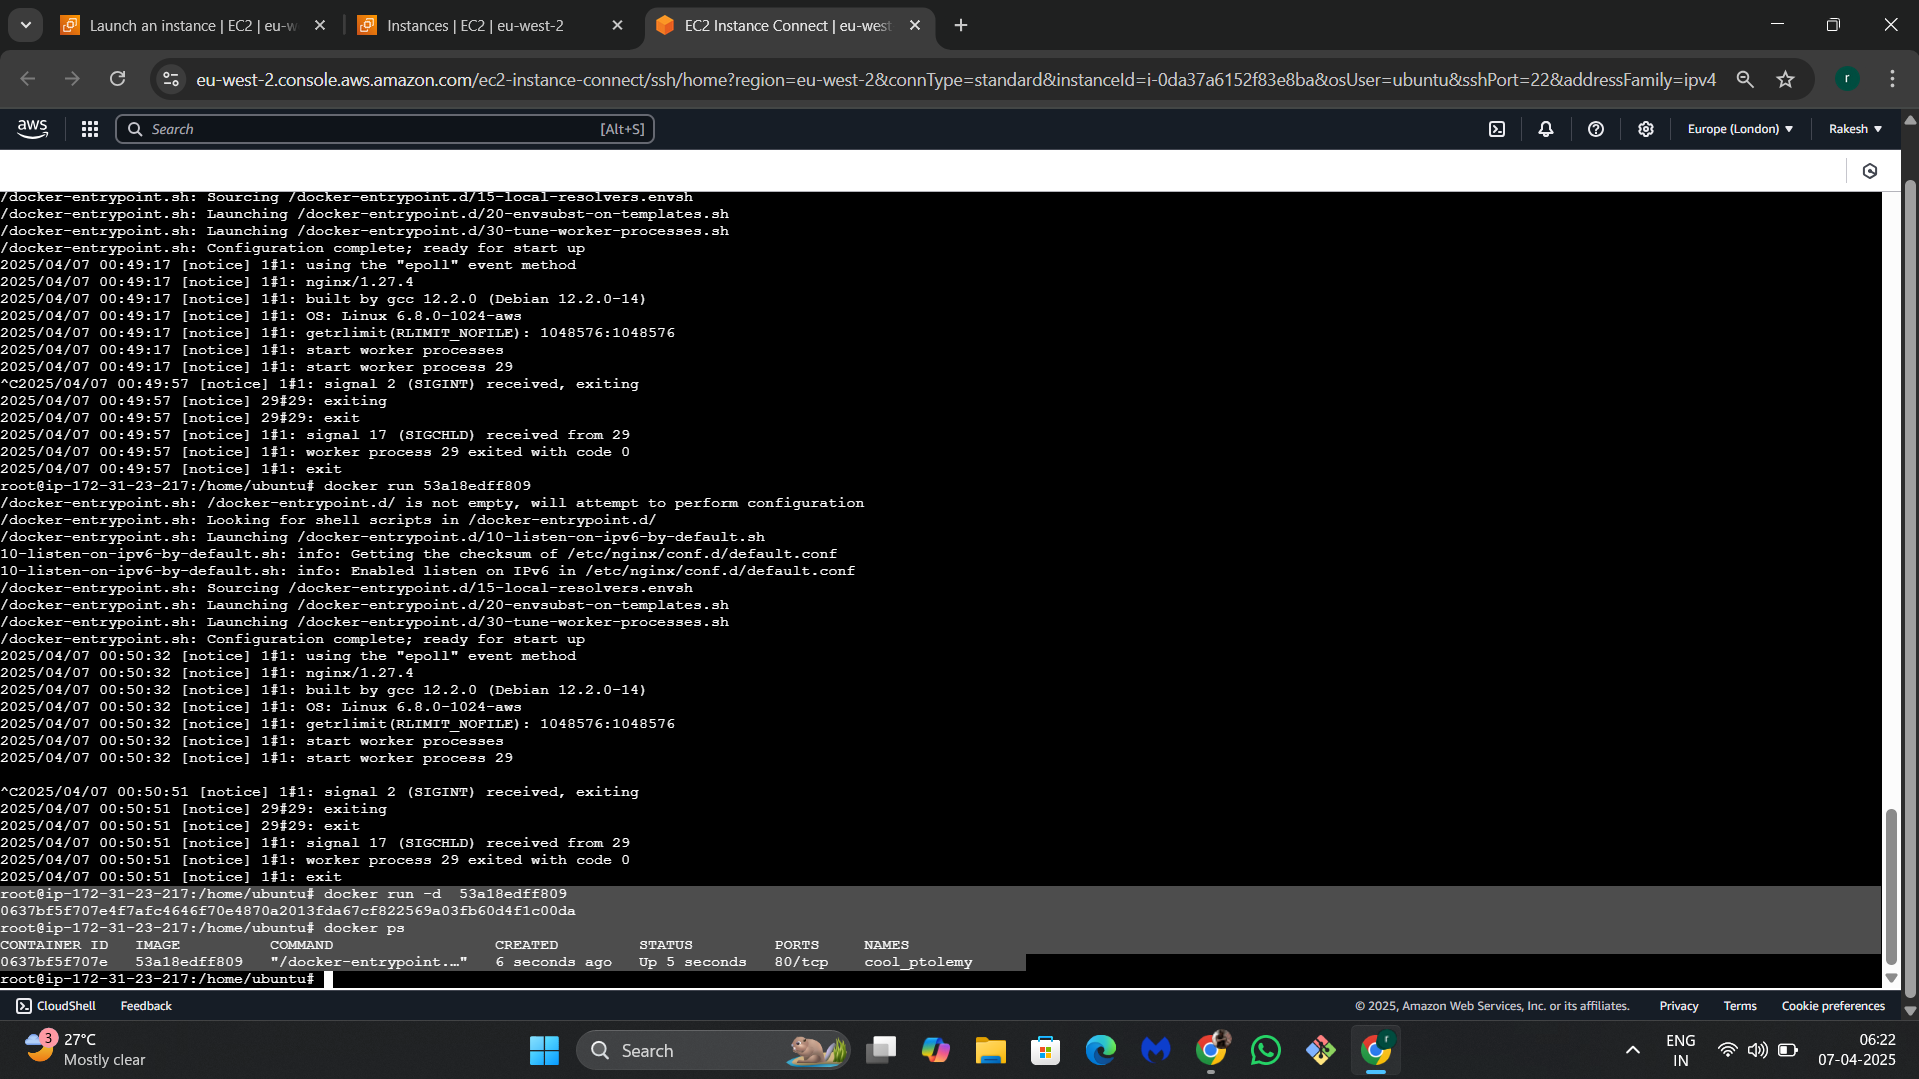 Launch an instance | EC2 | eu-w
Instances | EC2 | eu-west-2
EC2 Instance Connect | eu-west
eu-west-2.console.aws.amazon.com/ec2-instance-connect/ssh/home?region=eu-west-2&connType=standard&instanceId=i-0da37a6152f83e8ba&osUser=ubuntu&sshPort=22&addressFamily=ipv4
r
aws
Search
[Alt+S]
Europe (London)
Rakesh
/docker-entrypoint.sh: Sourcing /docker-entrypoint.d/15-local-resolvers.envsh
/docker-entrypoint.sh: Launching /docker-entrypoint.d/20-envsubst-on-templates.sh
/docker-entrypoint.sh: Launching /docker-entrypoint.d/30-tune-worker-processes.sh
/docker-entrypoint.sh: Configuration complete; ready for start up
2025/04/07 00:49:17 [notice] 1#1: using the "epoll" event method
2025/04/07 00:49:17 [notice] 1#1: nginx/1.27.4
2025/04/07 00:49:17 [notice] 1#1: built by gcc 12.2.0 (Debian 12.2.0-14)
2025/04/07 00:49:17 [notice] 1#1: OS: Linux 6.8.0-1024-aws
2025/04/07 00:49:17 [notice] 1#1: getrlimit(RLIMIT_NOFILE): 1048576:1048576
2025/04/07 00:49:17 [notice] 1#1: start worker processes
2025/04/07 00:49:17 [notice] 1#1: start worker process 29
^C2025/04/07 00:49:57 [notice] 1#1: signal 2 (SIGINT) received, exiting
2025/04/07 00:49:57 [notice] 29#29: exiting
2025/04/07 00:49:57 [notice] 29#29: exit
2025/04/07 00:49:57 [notice] 1#1: signal 17 (SIGCHLD) received from 29
2025/04/07 00:49:57 [notice] 1#1: worker process 29 exited with code 0
2025/04/07 00:49:57 [notice] 1#1: exit
root@ip-172-31-23-217:/home/ubuntu# docker run 53a18edff809
/docker-entrypoint.sh: /docker-entrypoint.d/ is not empty, will attempt to perform configuration
/docker-entrypoint.sh: Looking for shell scripts in /docker-entrypoint.d/
/docker-entrypoint.sh: Launching /docker-entrypoint.d/10-listen-on-ipv6-by-default.sh
10-listen-on-ipv6-by-default.sh: info: Getting the checksum of /etc/nginx/conf.d/default.conf
10-listen-on-ipv6-by-default.sh: info: Enabled listen on IPv6 in /etc/nginx/conf.d/default.conf
/docker-entrypoint.sh: Sourcing /docker-entrypoint.d/15-local-resolvers.envsh
/docker-entrypoint.sh: Launching /docker-entrypoint.d/20-envsubst-on-templates.sh
/docker-entrypoint.sh: Launching /docker-entrypoint.d/30-tune-worker-processes.sh
/docker-entrypoint.sh: Configuration complete; ready for start up
2025/04/07 00:50:32 [notice] 1#1: using the "epoll" event method
2025/04/07 00:50:32 [notice] 1#1: nginx/1.27.4
2025/04/07 00:50:32 [notice] 1#1: built by gcc 12.2.0 (Debian 12.2.0-14)
2025/04/07 00:50:32 [notice] 1#1: OS: Linux 6.8.0-1024-aws
2025/04/07 00:50:32 [notice] 1#1: getrlimit(RLIMIT_NOFILE): 1048576:1048576
2025/04/07 00:50:32 [notice] 1#1: start worker processes
2025/04/07 00:50:32 [notice] 1#1: start worker process 29
^C2025/04/07 00:50:51 [notice] 1#1: signal 2 (SIGINT) received, exiting
2025/04/07 00:50:51 [notice] 29#29: exiting
2025/04/07 00:50:51 [notice] 29#29: exit
2025/04/07 00:50:51 [notice] 1#1: signal 17 (SIGCHLD) received from 29
2025/04/07 00:50:51 [notice] 1#1: worker process 29 exited with code 0
2025/04/07 00:50:51 [notice] 1#1: exit
root@ip-172-31-23-217:/home/ubuntu# docker run -d  53a18edff809
0637bf5f707e4f7afc4646f70e4870a2013fda67cf822569a03fb60d4f1c00da
root@ip-172-31-23-217:/home/ubuntu# docker ps
CONTAINER ID   IMAGE          COMMAND                  CREATED         STATUS         PORTS     NAMES
0637bf5f707e   53a18edff809   "/docker-entrypoint.…"   6 seconds ago   Up 5 seconds   80/tcp    cool_ptolemy
root@ip-172-31-23-217:/home/ubuntu#
CloudShell
Feedback
© 2025, Amazon Web Services, Inc. or its affiliates.
Privacy
Terms
Cookie preferences
3
27°C
Mostly clear
Search
r
ENG
IN
06:22
07-04-2025